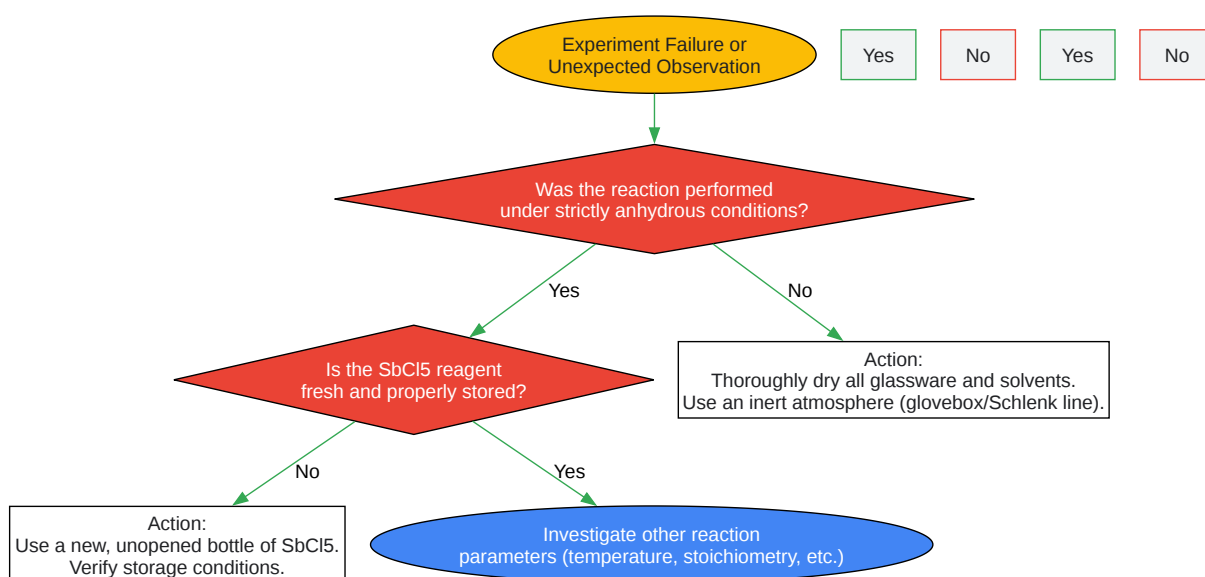 Experiment Failure or
Unexpected Observation
Yes
No
Yes
No
Was the reaction performed
under strictly anhydrous conditions?
Yes
No
Is the SbCl5 reagent
fresh and properly stored?
Action:
Thoroughly dry all glassware and solvents.
Use an inert atmosphere (glovebox/Schlenk line).
No
Yes
Action:
Use a new, unopened bottle of SbCl5.
Verify storage conditions.
Investigate other reaction
parameters (temperature, stoichiometry, etc.)